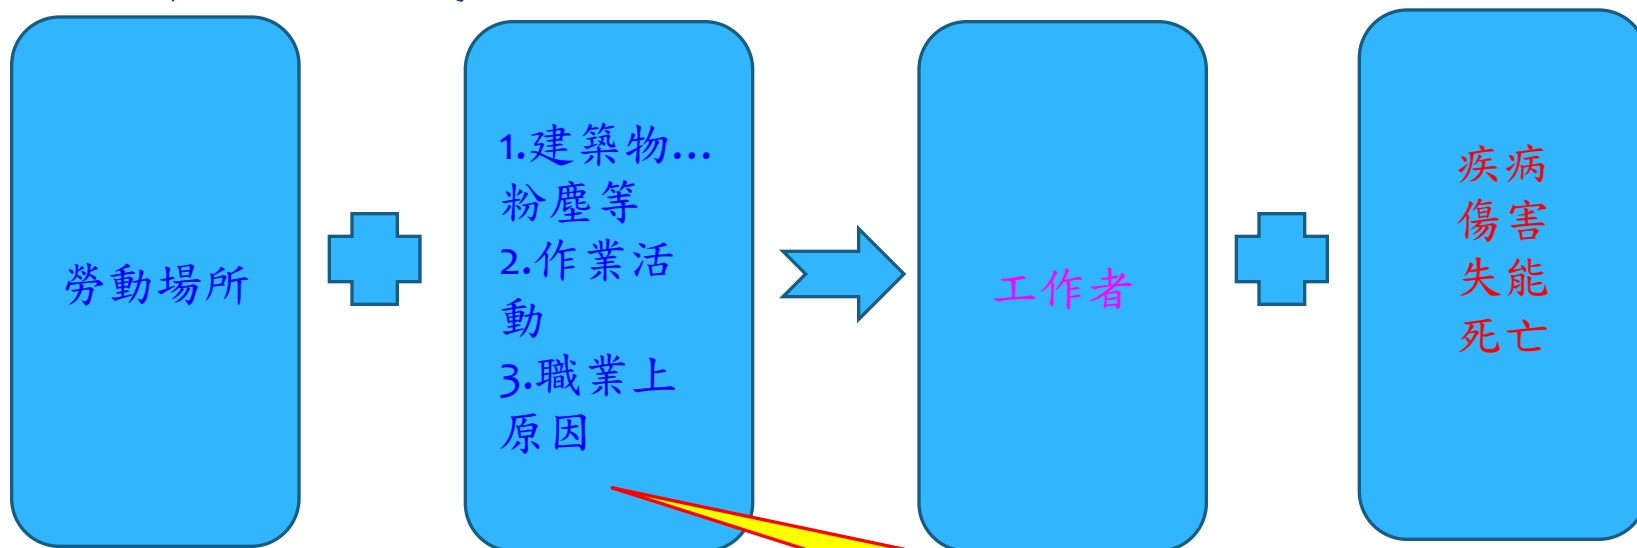 勞動場所
1.建築物…
粉塵等
2.作業活
動
3.職業上
原因
工作者
疾病
傷害
失能
死亡